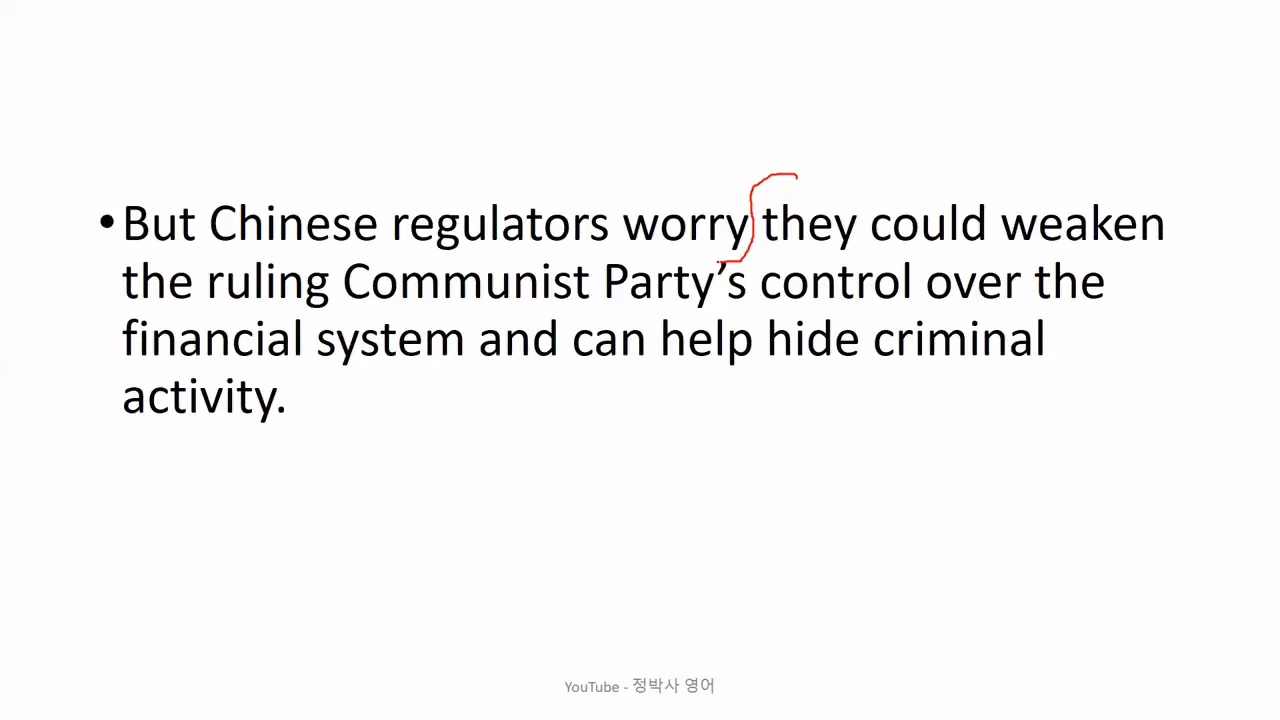 •But Chinese regulators worry they could weaken
the ruling Communist Party’s control over the
financial system and can help hide criminal
activity.
YouTube - 정박사 영어